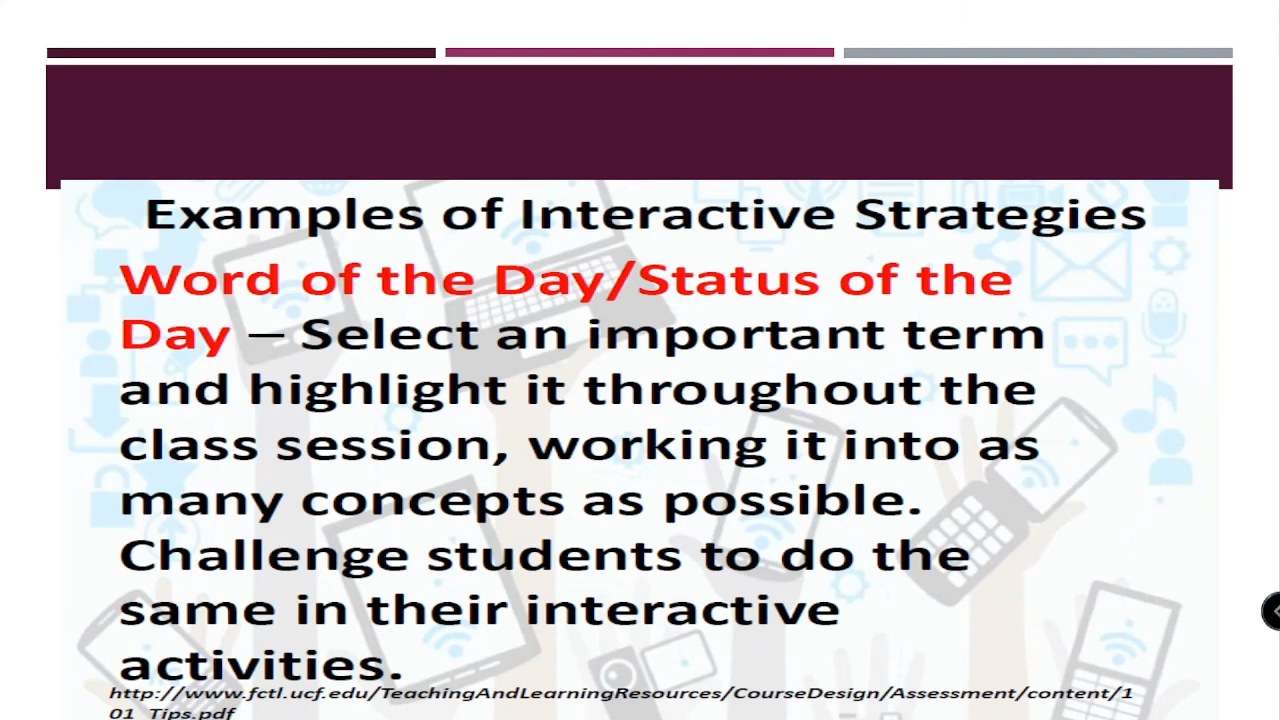 Examples of Interactive Strategies
Word of the Day/Status of the
Day – Select an important term
and highlight it throughout the
class session, working it into as
many concepts as possible.
Challenge students to do the
same in their interactive
activities.
http://www.fctl.ucf.edu/TeachingAndLearningResources/CourseDesign/Assessment/content/1
01_Tips.pdf